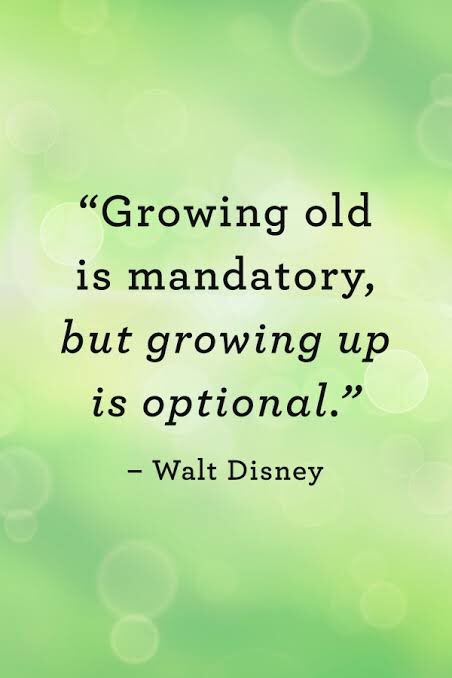 “Growing old
is mandatory,
but growing up
is optional.”
– Walt Disney